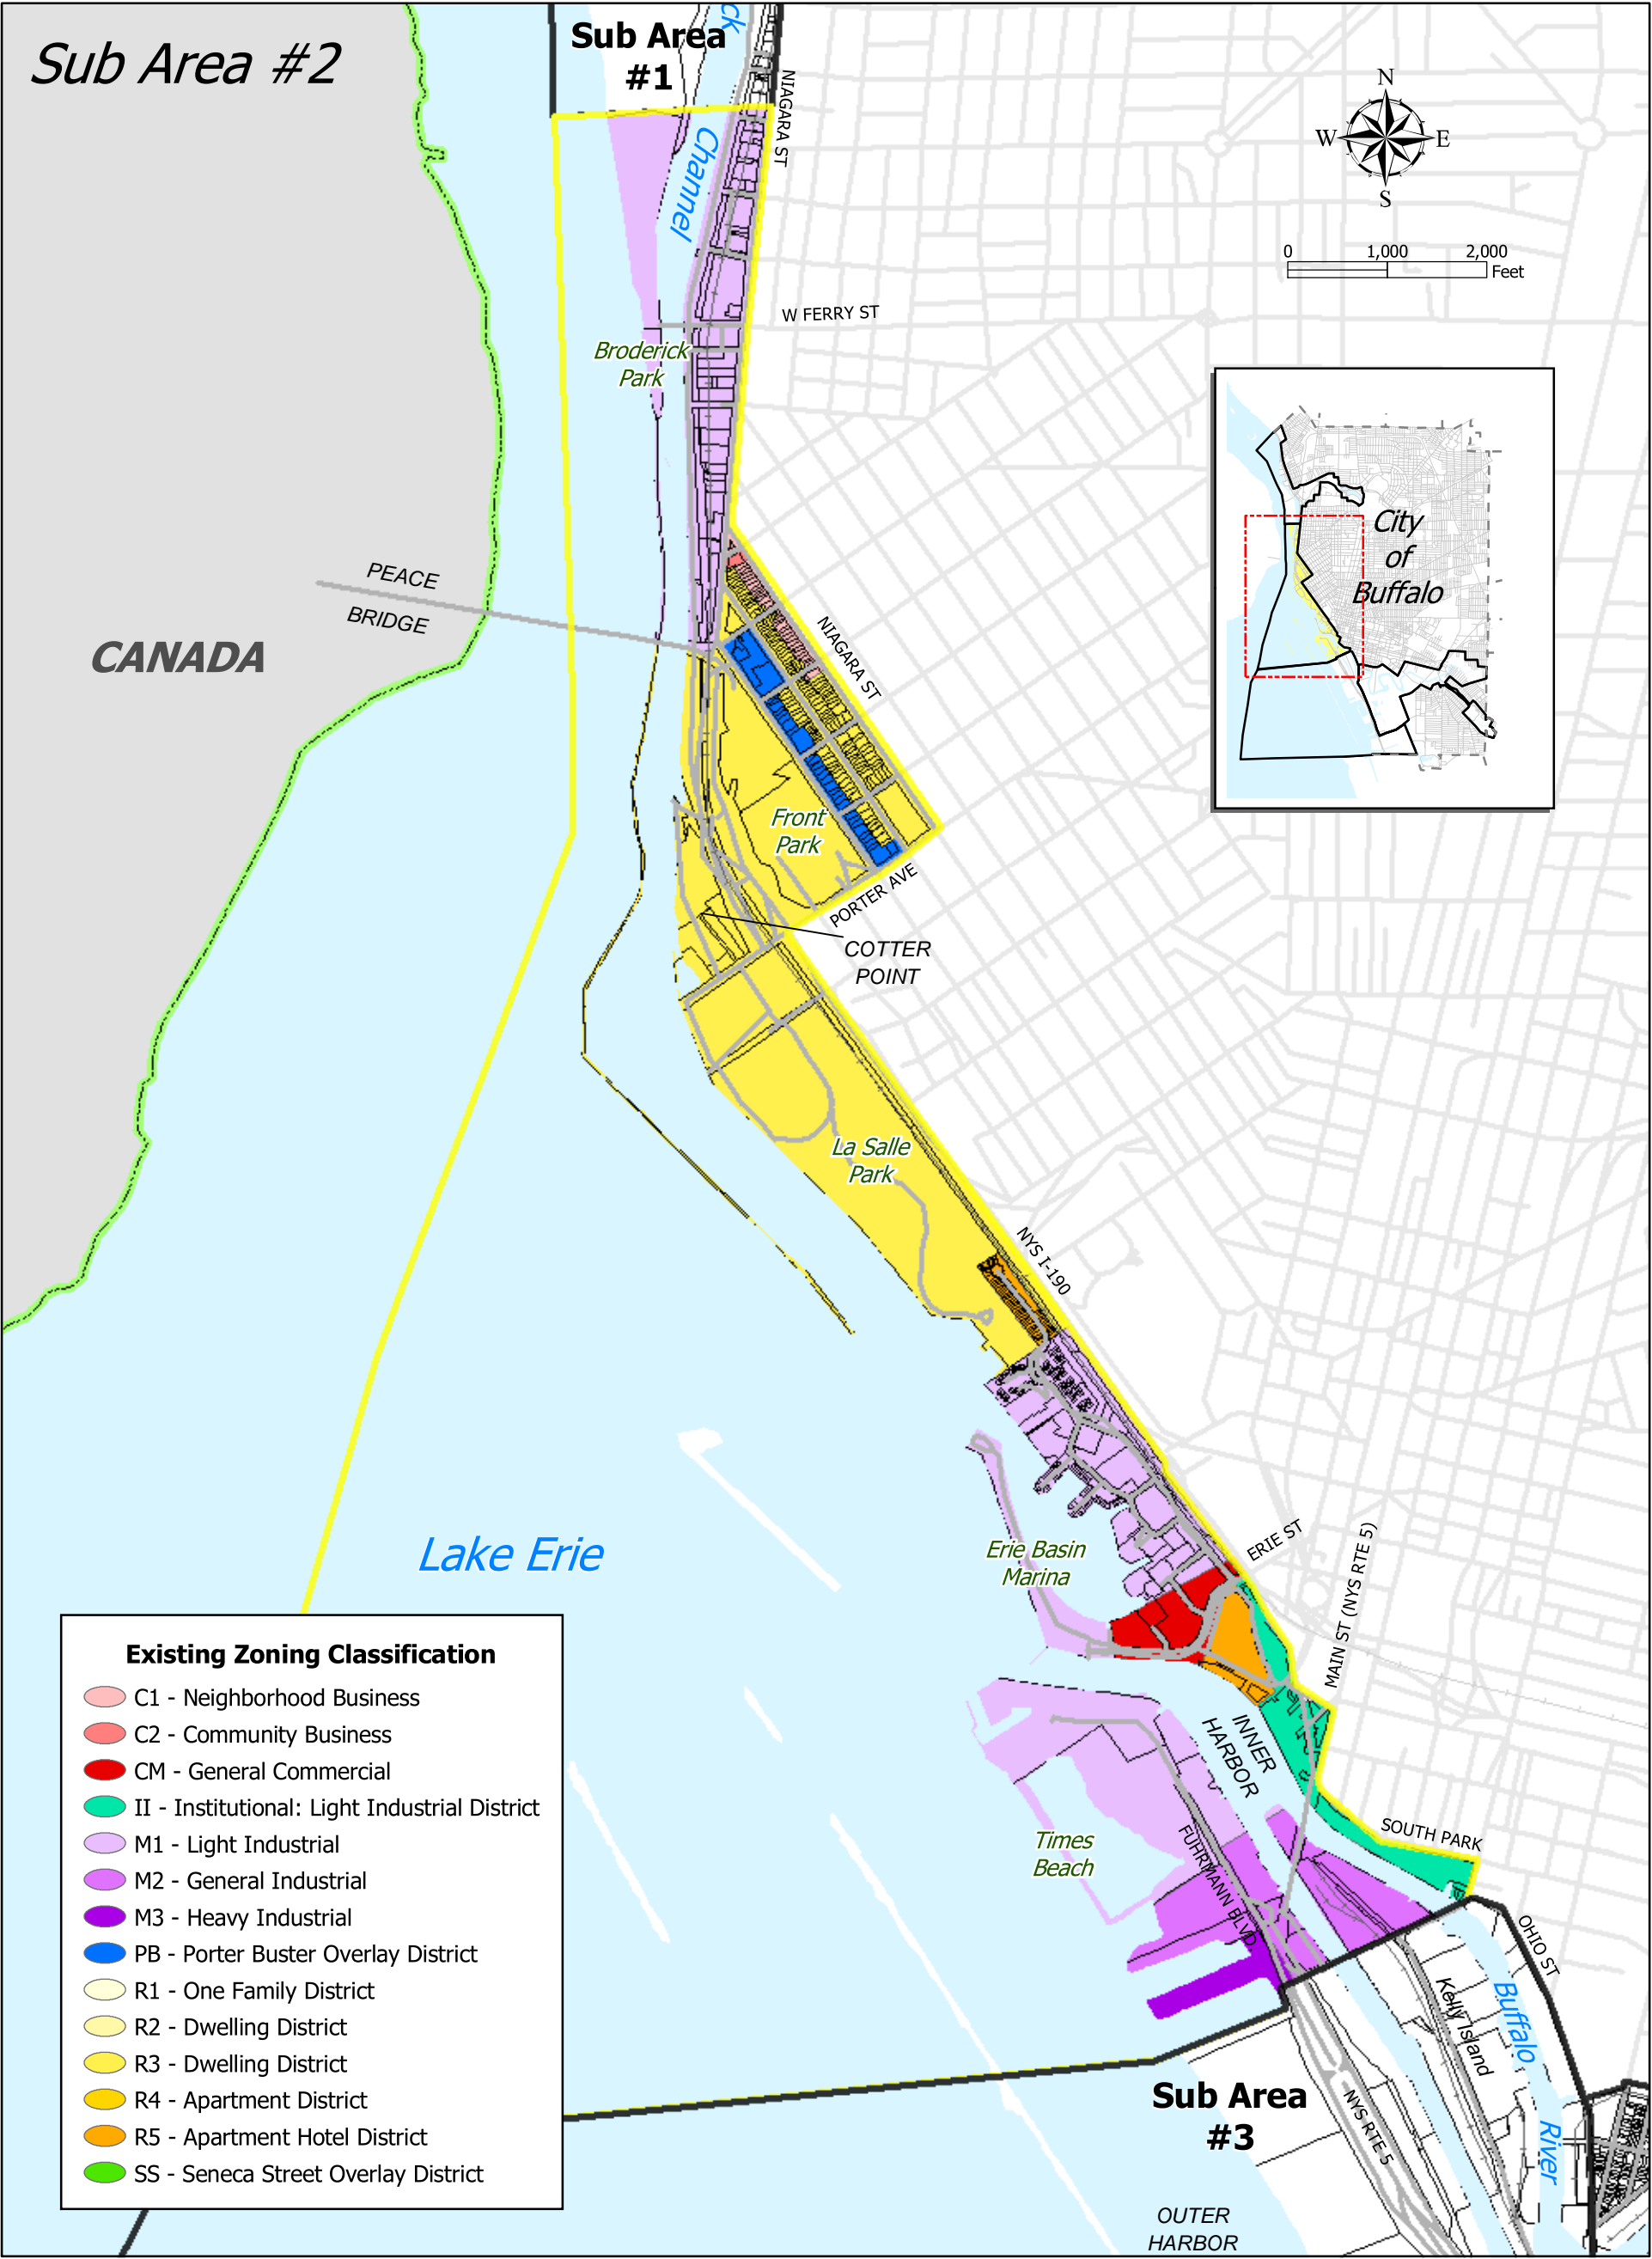 Sub Area #2
Sub Area
#1
ck
Channel
NIAGARA ST
N
W
E
S
0
1,000
2,000
Feet
W FERRY ST
Broderick
Park
City
of
Buffalo
PEACE
BRIDGE
CANADA
NIAGARA ST
Front
Park
PORTER AVE
COTTER
POINT
La Salle
Park
NYS I-190
Lake Erie
Erie Basin
Marina
ERIE ST
MAIN ST (NYS RTE 5)
INNER
HARBOR
Times
Beach
FUHRMANN BLVD
SOUTH PARK
OHIO ST
Kelly Island
Buffalo
River
Sub Area
#3
NYS RTE 5
OUTER
HARBOR
Existing Zoning Classification
C1 - Neighborhood Business
C2 - Community Business
CM - General Commercial
II - Institutional: Light Industrial District
M1 - Light Industrial
M2 - General Industrial
M3 - Heavy Industrial
PB - Porter Buster Overlay District
R1 - One Family District
R2 - Dwelling District
R3 - Dwelling District
R4 - Apartment District
R5 - Apartment Hotel District
SS - Seneca Street Overlay District